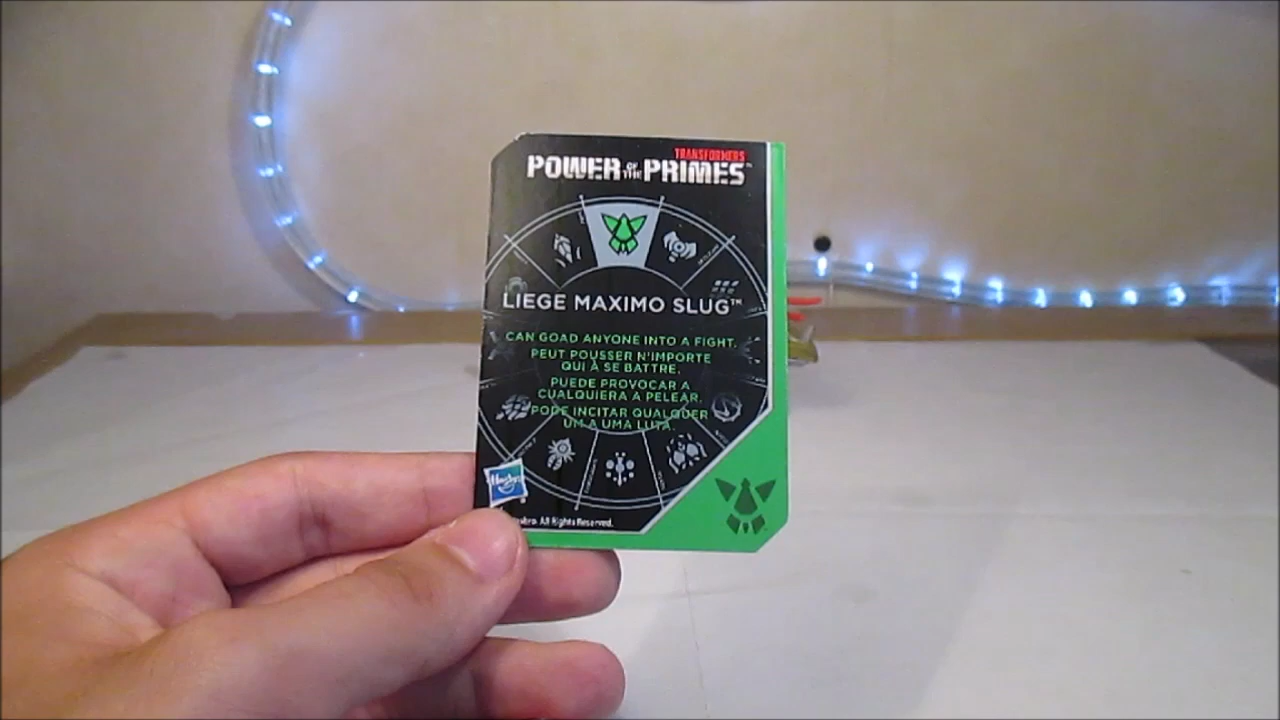 TRANSFORMERS
POWER OF THE PRIMES™
LIEGE MAXIMO SLUG™
CAN GOAD ANYONE INTO A FIGHT.
PEUT POUSSER N'IMPORTE
QUI À SE BATTRE.
PUEDE PROVOCAR A
CUALQUIERA A PELEAR.
PODE INCITAR QUALQUER
UM A UMA LUTA.
Hasbro
All Rights Reserved.